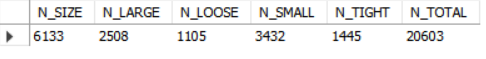 N_SIZE N_LARGE N_LOOSE N_SMALL N_TIGHT N_TOTAL
6133 2508 1105 3432 1445 20603